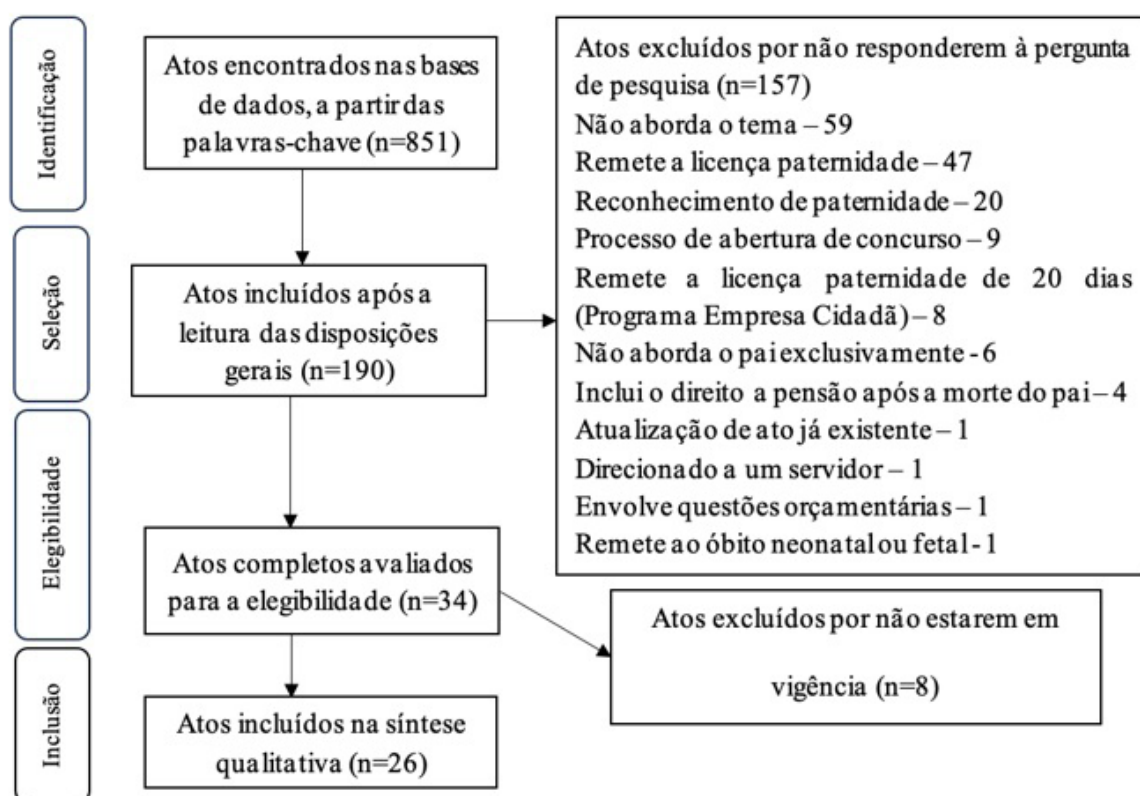 Identificação
Atos encontrados nas bases
de dados, a partir das
palavras-chave (n=851)
Seleção
Atos incluídos após a
leitura das disposições
gerais (n=190)
Atos excluídos por não responderem à pergunta
de pesquisa (n=157)
Não aborda o tema – 59
Remete a licença paternidade – 47
Reconhecimento de paternidade – 20
Processo de abertura de concurso – 9
Remete a licença paternidade de 20 dias
(Programa Empresa Cidadã) – 8
Não aborda o pai exclusivamente - 6
Inclui o direito a pensão após a morte do pai – 4
Atualização de ato já existente – 1
Direcionado a um servidor – 1
Envolve questões orçamentárias – 1
Remete ao óbito neonatal ou fetal - 1
Elegibilidade
Atos completos avaliados
para a elegibilidade (n=34)
Atos excluídos por não estarem em
vigência (n=8)
Inclusão
Atos incluídos na síntese
qualitativa (n=26)